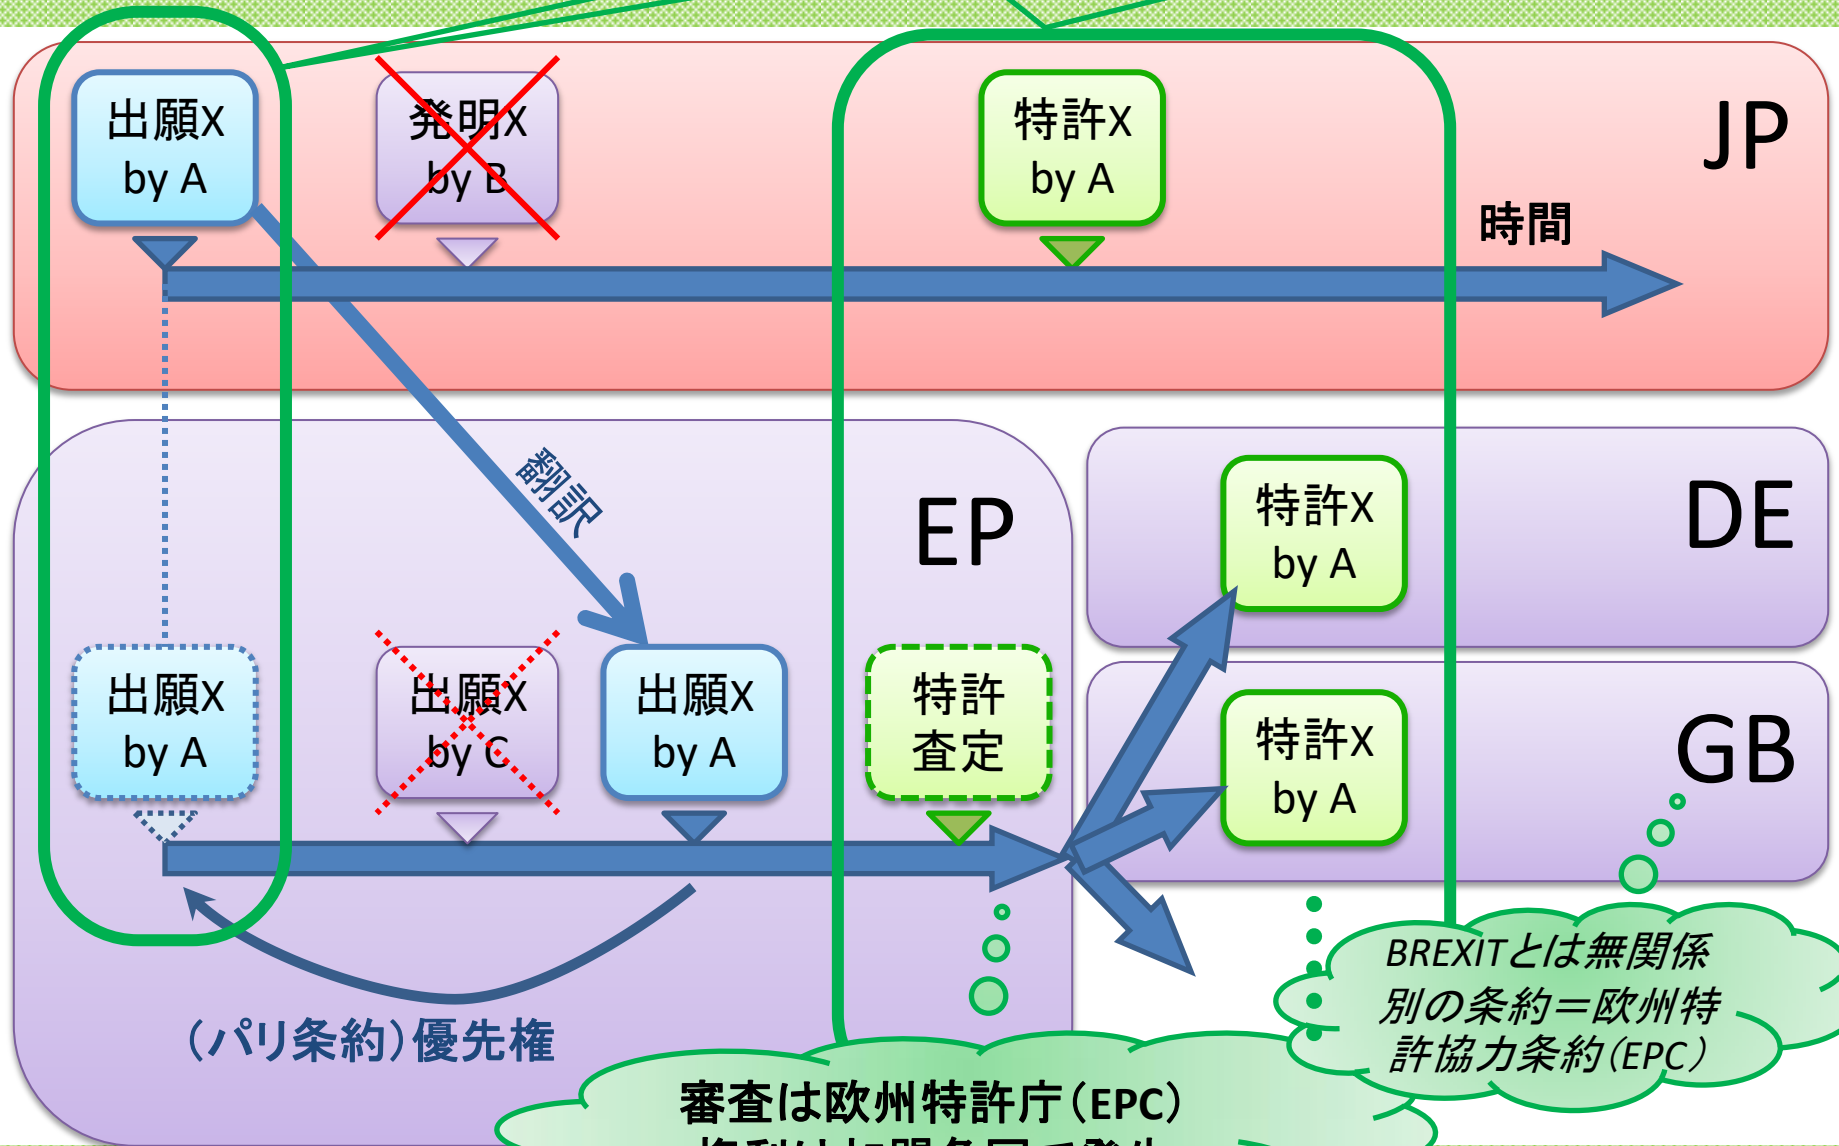 出願X
by A
発明X
by B
特許X
by A
JP
時間
翻訳
EP
特許X
by A
DE
出願X
by A
出願X
by C
出願X
by A
特許
査定
特許X
by A
GB
(パリ条約)優先権
BREXITとは無関係
別の条約=欧州特
許協力条約(EPC)
審査は欧州特許庁(EPC)